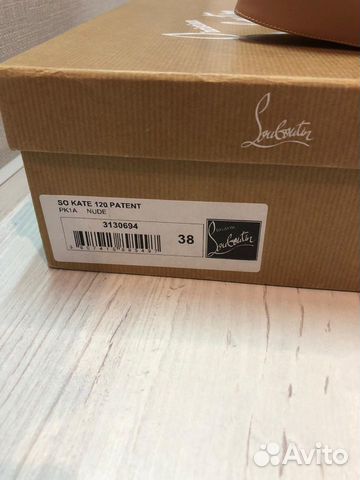 Louboutin
SO KATE 120 PATENT
PK1A NUDE
3130694
38
Louboutin
Avito